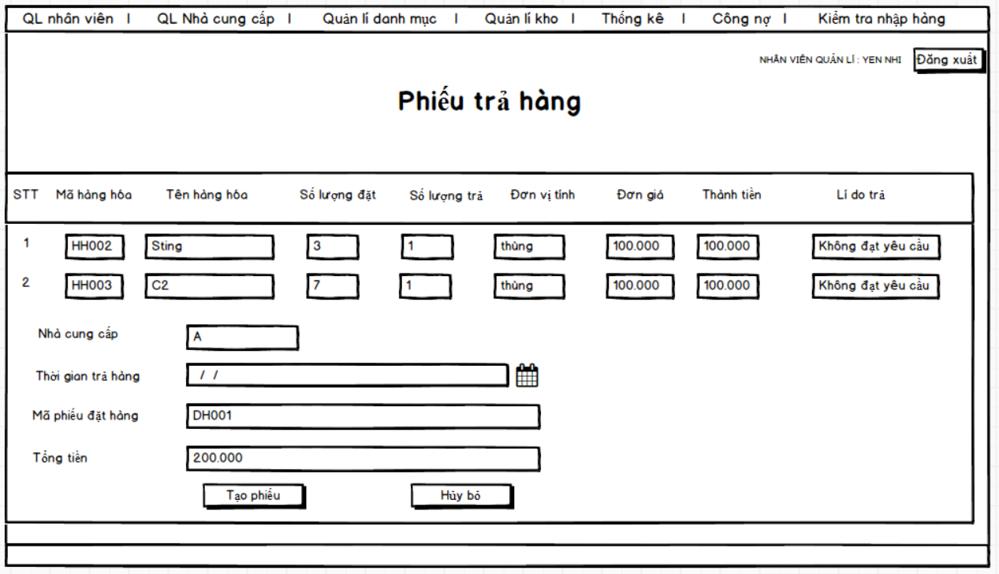 QL nhân viên I QL Nhà cung cấp I Quản lí danh mục I Quản lí kho I Thống kê I Công nợ I Kiểm tra nhập hàng
NHÂN VIÊN QUẢN LÍ : YEN NHI Đăng xuất
Phiếu trả hàng
STT Mã hàng hóa Tên hàng hóa Số lượng đặt Số lượng trả Đơn vị tính Đơn giá Thành tiền Lí do trả
1 HH002 Sting 3 1 thùng 100.000 100.000 Không đạt yêu cầu
2 HH003 C2 7 1 thùng 100.000 100.000 Không đạt yêu cầu
Nhà cung cấp A
Thời gian trả hàng / /
Mã phiếu đặt hàng DH001
Tổng tiền 200.000
Tạo phiếu Hủy bỏ